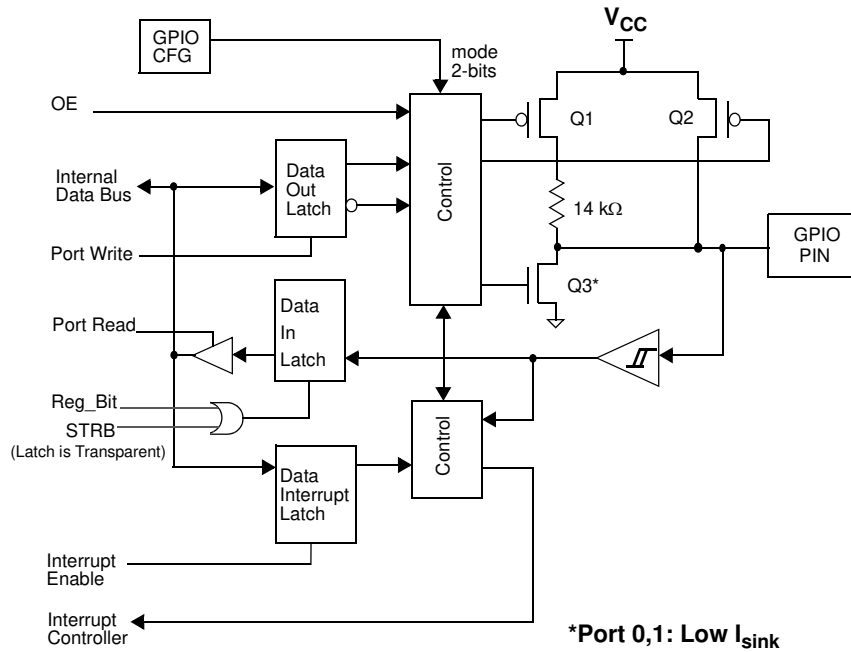 V_CC
GPIO
CFG
mode
2-bits
OE
Q1
Q2
Control
Internal
Data Bus
Data
Out
Latch
14 kΩ
GPIO
PIN
Port Write
Q3*
Data
In
Latch
Port Read
Reg_Bit
STRB
(Latch is Transparent)
Control
Data
Interrupt
Latch
Interrupt
Enable
Interrupt
Controller
*Port 0,1: Low I_sink